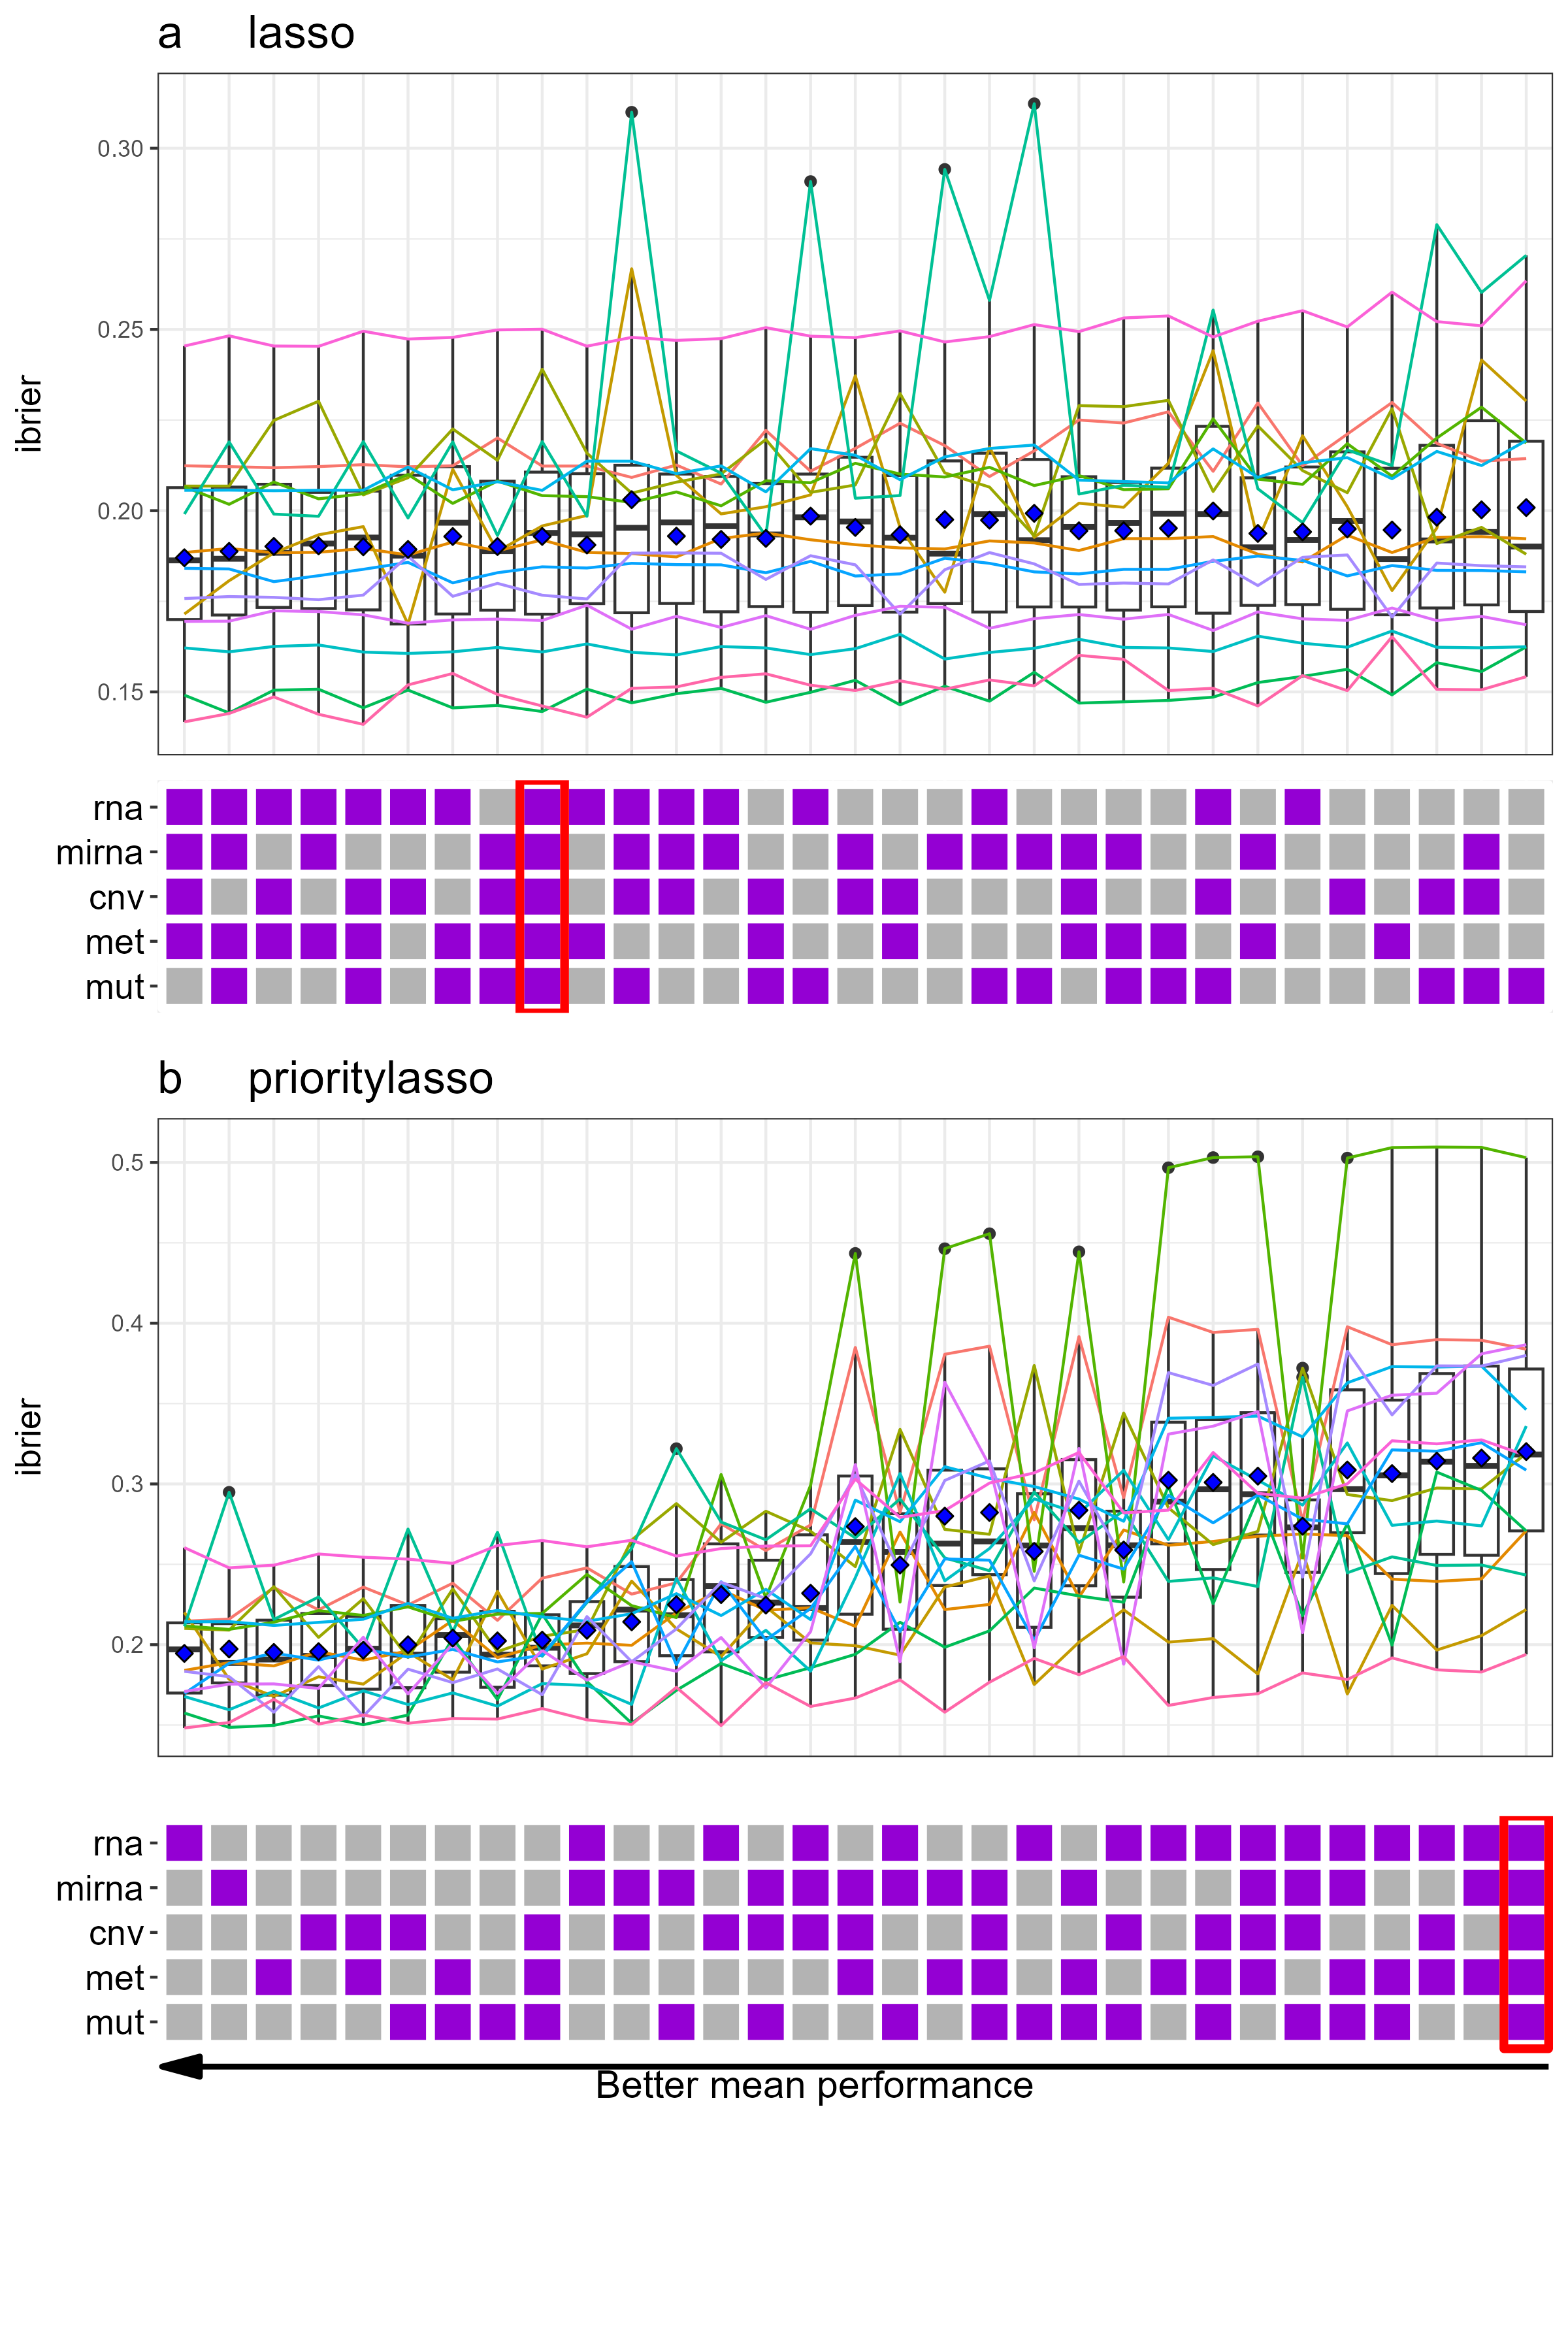 a lasso
0.30
0.25
0.20
0.15
ibrier
rna
mirna
cnv
met
mut
b prioritylasso
0.5
0.4
0.3
0.2
ibrier
rna
mirna
cnv
met
mut
Better mean performance